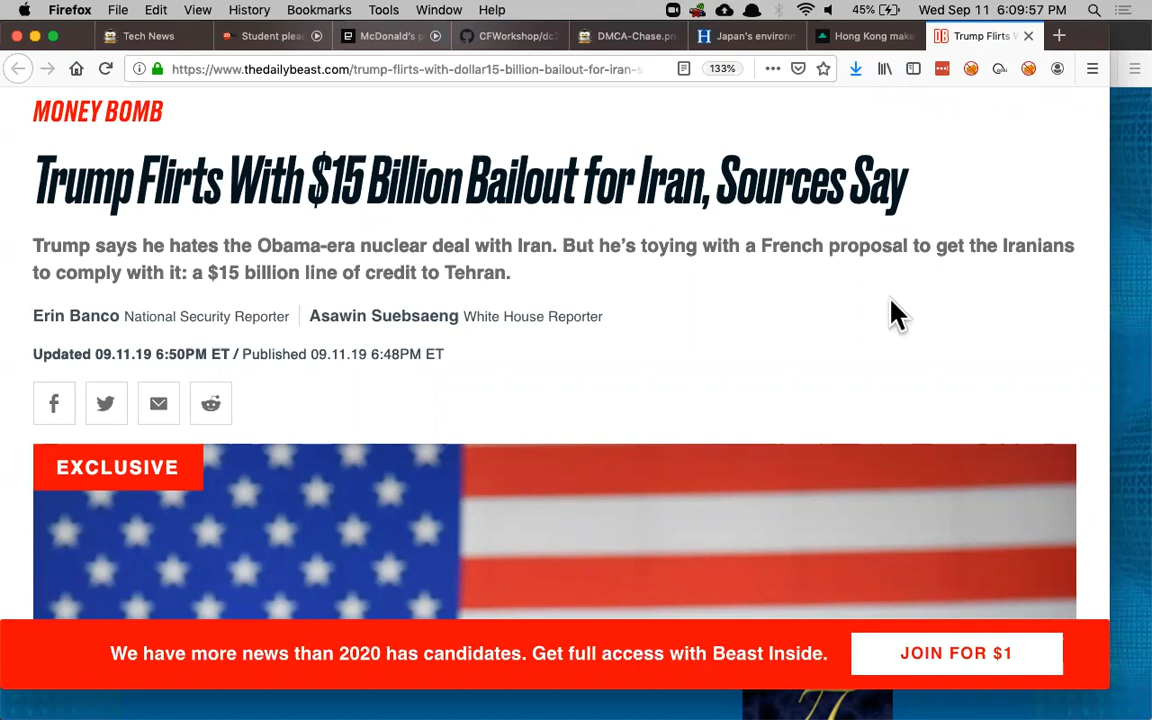 Firefox File Edit View History Bookmarks Tools Window Help 45% Wed Sep 11 6:09:57 PM
Tech News Student plea McDonald's p CFWorkshop/dc2 DMCA-Chase.pn Japan's environ Hong Kong make Trump Flirts W
https://www.thedailybeast.com/trump-flirts-with-dollar15-billion-bailout-for-iran-s 133%
MONEY BOMB
Trump Flirts With $15 Billion Bailout for Iran, Sources Say
Trump says he hates the Obama-era nuclear deal with Iran. But he's toying with a French proposal to get the Iranians
to comply with it: a $15 billion line of credit to Tehran.
Erin Banco National Security Reporter Asawin Suebsaeng White House Reporter
Updated 09.11.19 6:50PM ET / Published 09.11.19 6:48PM ET
EXCLUSIVE
We have more news than 2020 has candidates. Get full access with Beast Inside. JOIN FOR $1